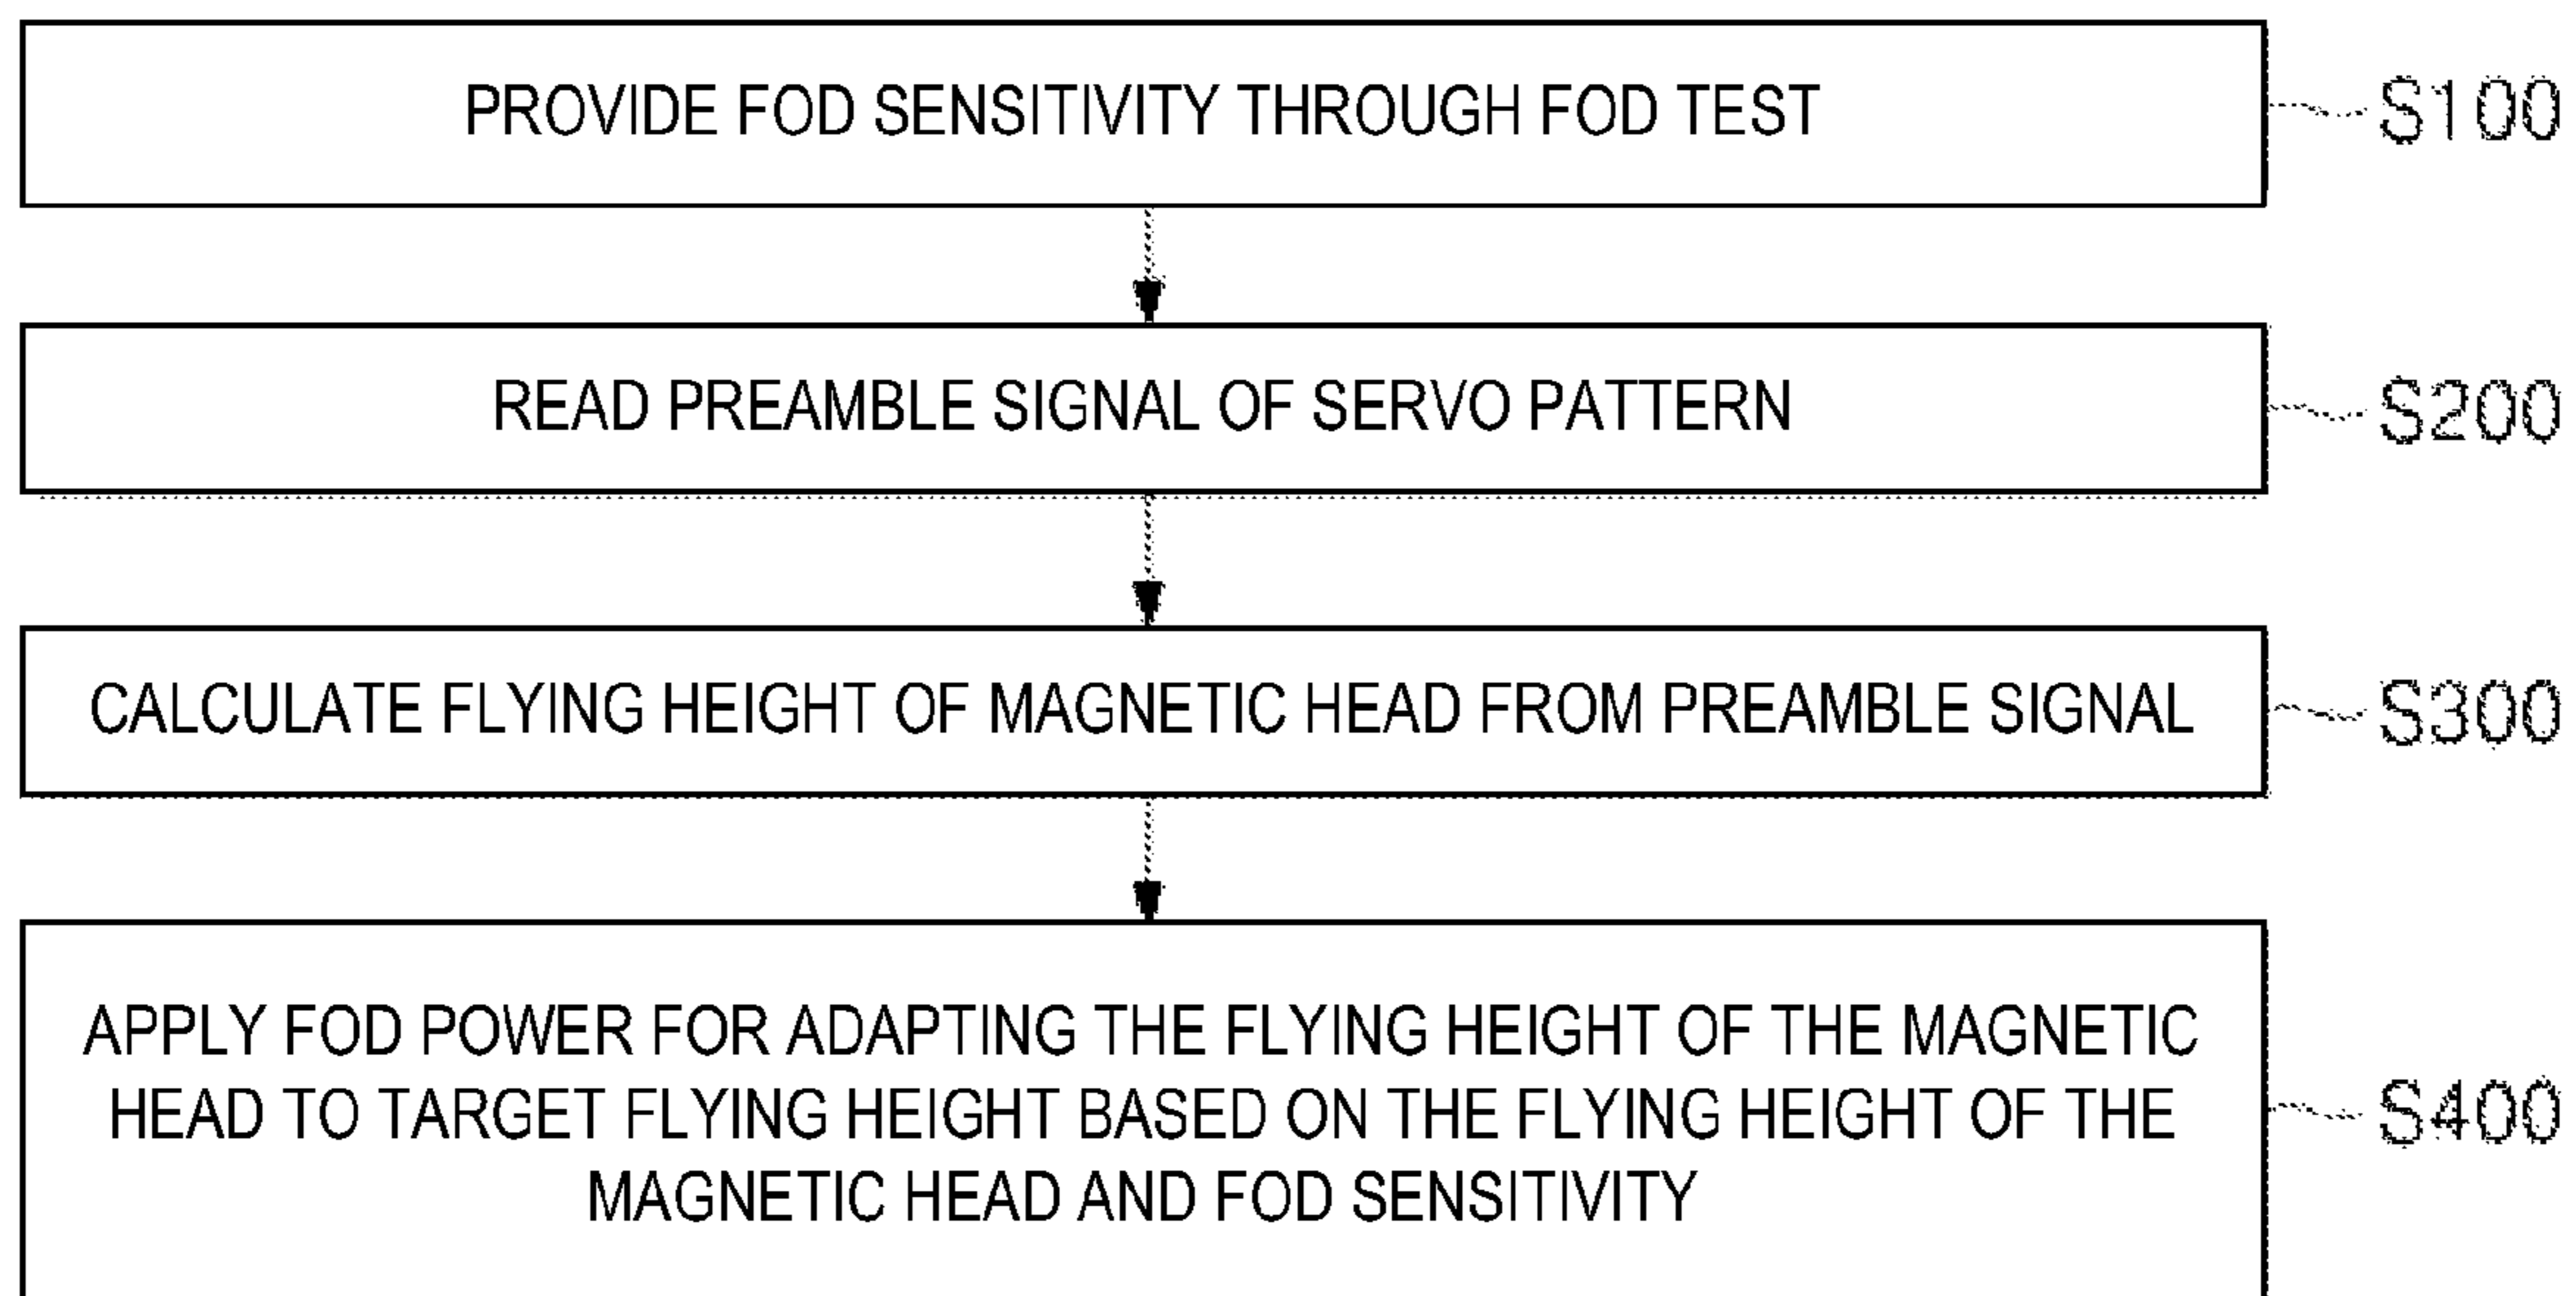 PROVIDE FOD SENSITIVITY THROUGH FOD TEST
S100
READ PREAMBLE SIGNAL OF SERVO PATTERN
S200
CALCULATE FLYING HEIGHT OF MAGNETIC HEAD FROM PREAMBLE SIGNAL
S300
APPLY FOD POWER FOR ADAPTING THE FLYING HEIGHT OF THE MAGNETIC
HEAD TO TARGET FLYING HEIGHT BASED ON THE FLYING HEIGHT OF THE
MAGNETIC HEAD AND FOD SENSITIVITY
S400